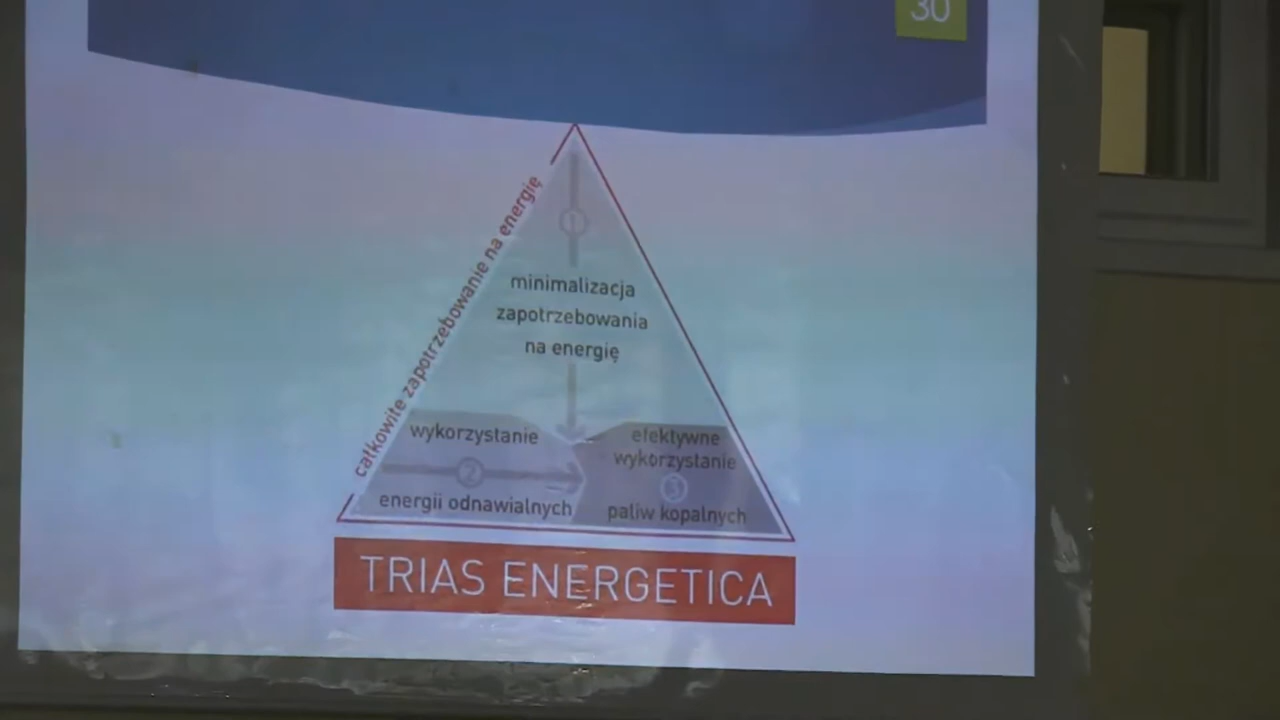 30
całkowite zapotrzebowanie na energię
1
minimalizacja
zapotrzebowania
na energię
wykorzystanie
2
energii odnawialnych
efektywne
wykorzystanie
3
paliw kopalnych
TRIAS ENERGETICA